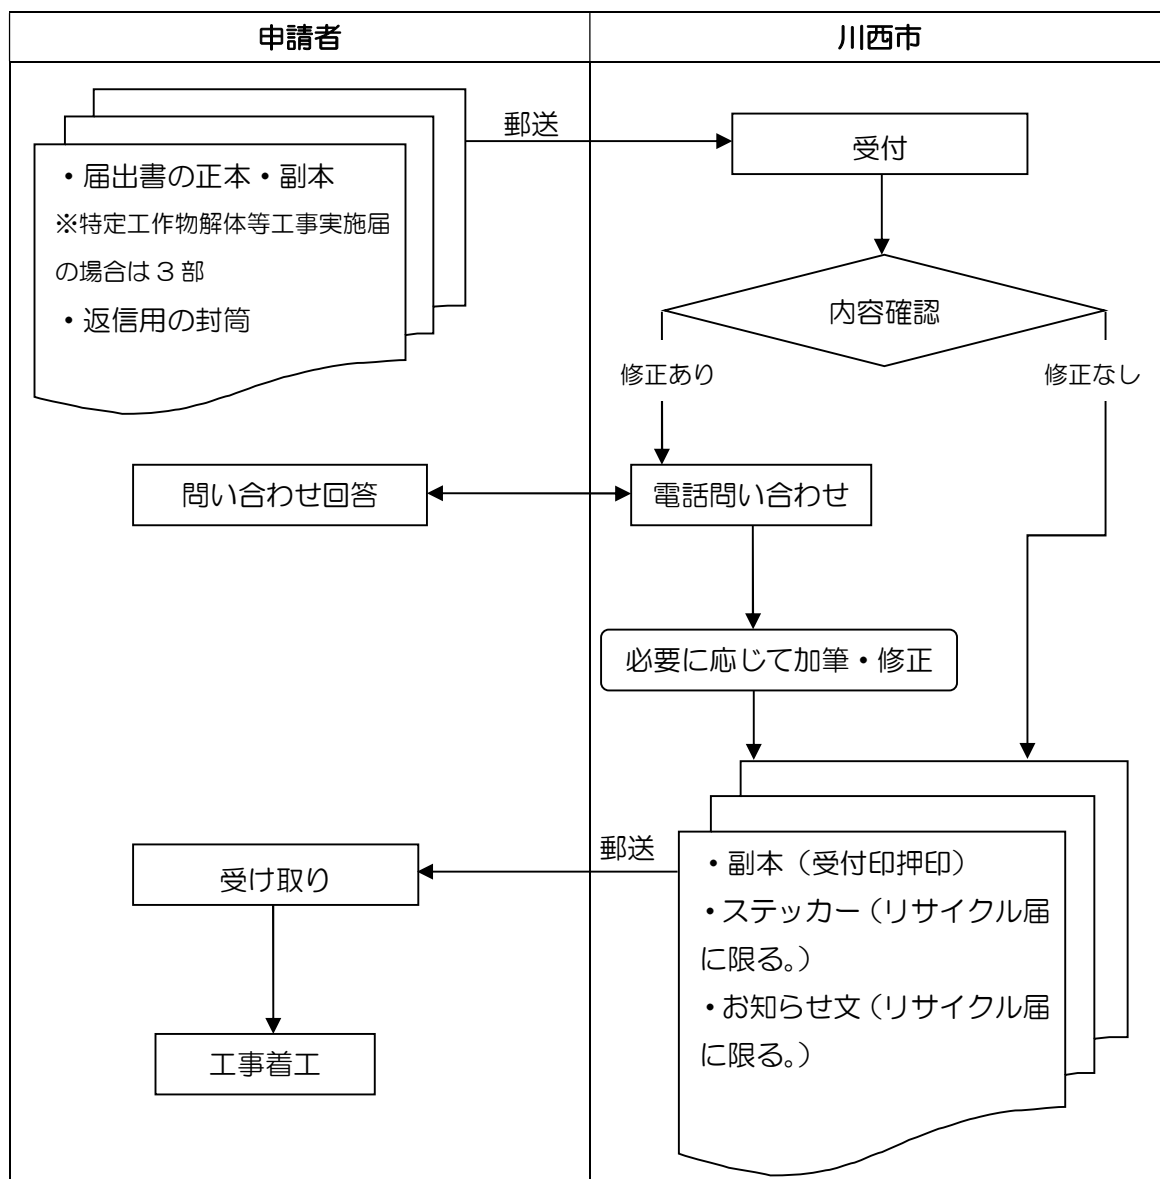 申請者
川西市
郵送
受付
・届出書の正本・副本
※特定工作物解体等工事実施届
の場合は３部
・返信用の封筒
内容確認
修正あり
修正なし
問い合わせ回答
電話問い合わせ
必要に応じて加筆・修正
郵送
受け取り
・副本（受付印押印）
・ステッカー（リサイクル届
に限る。）
・お知らせ文（リサイクル届
に限る。）
工事着工